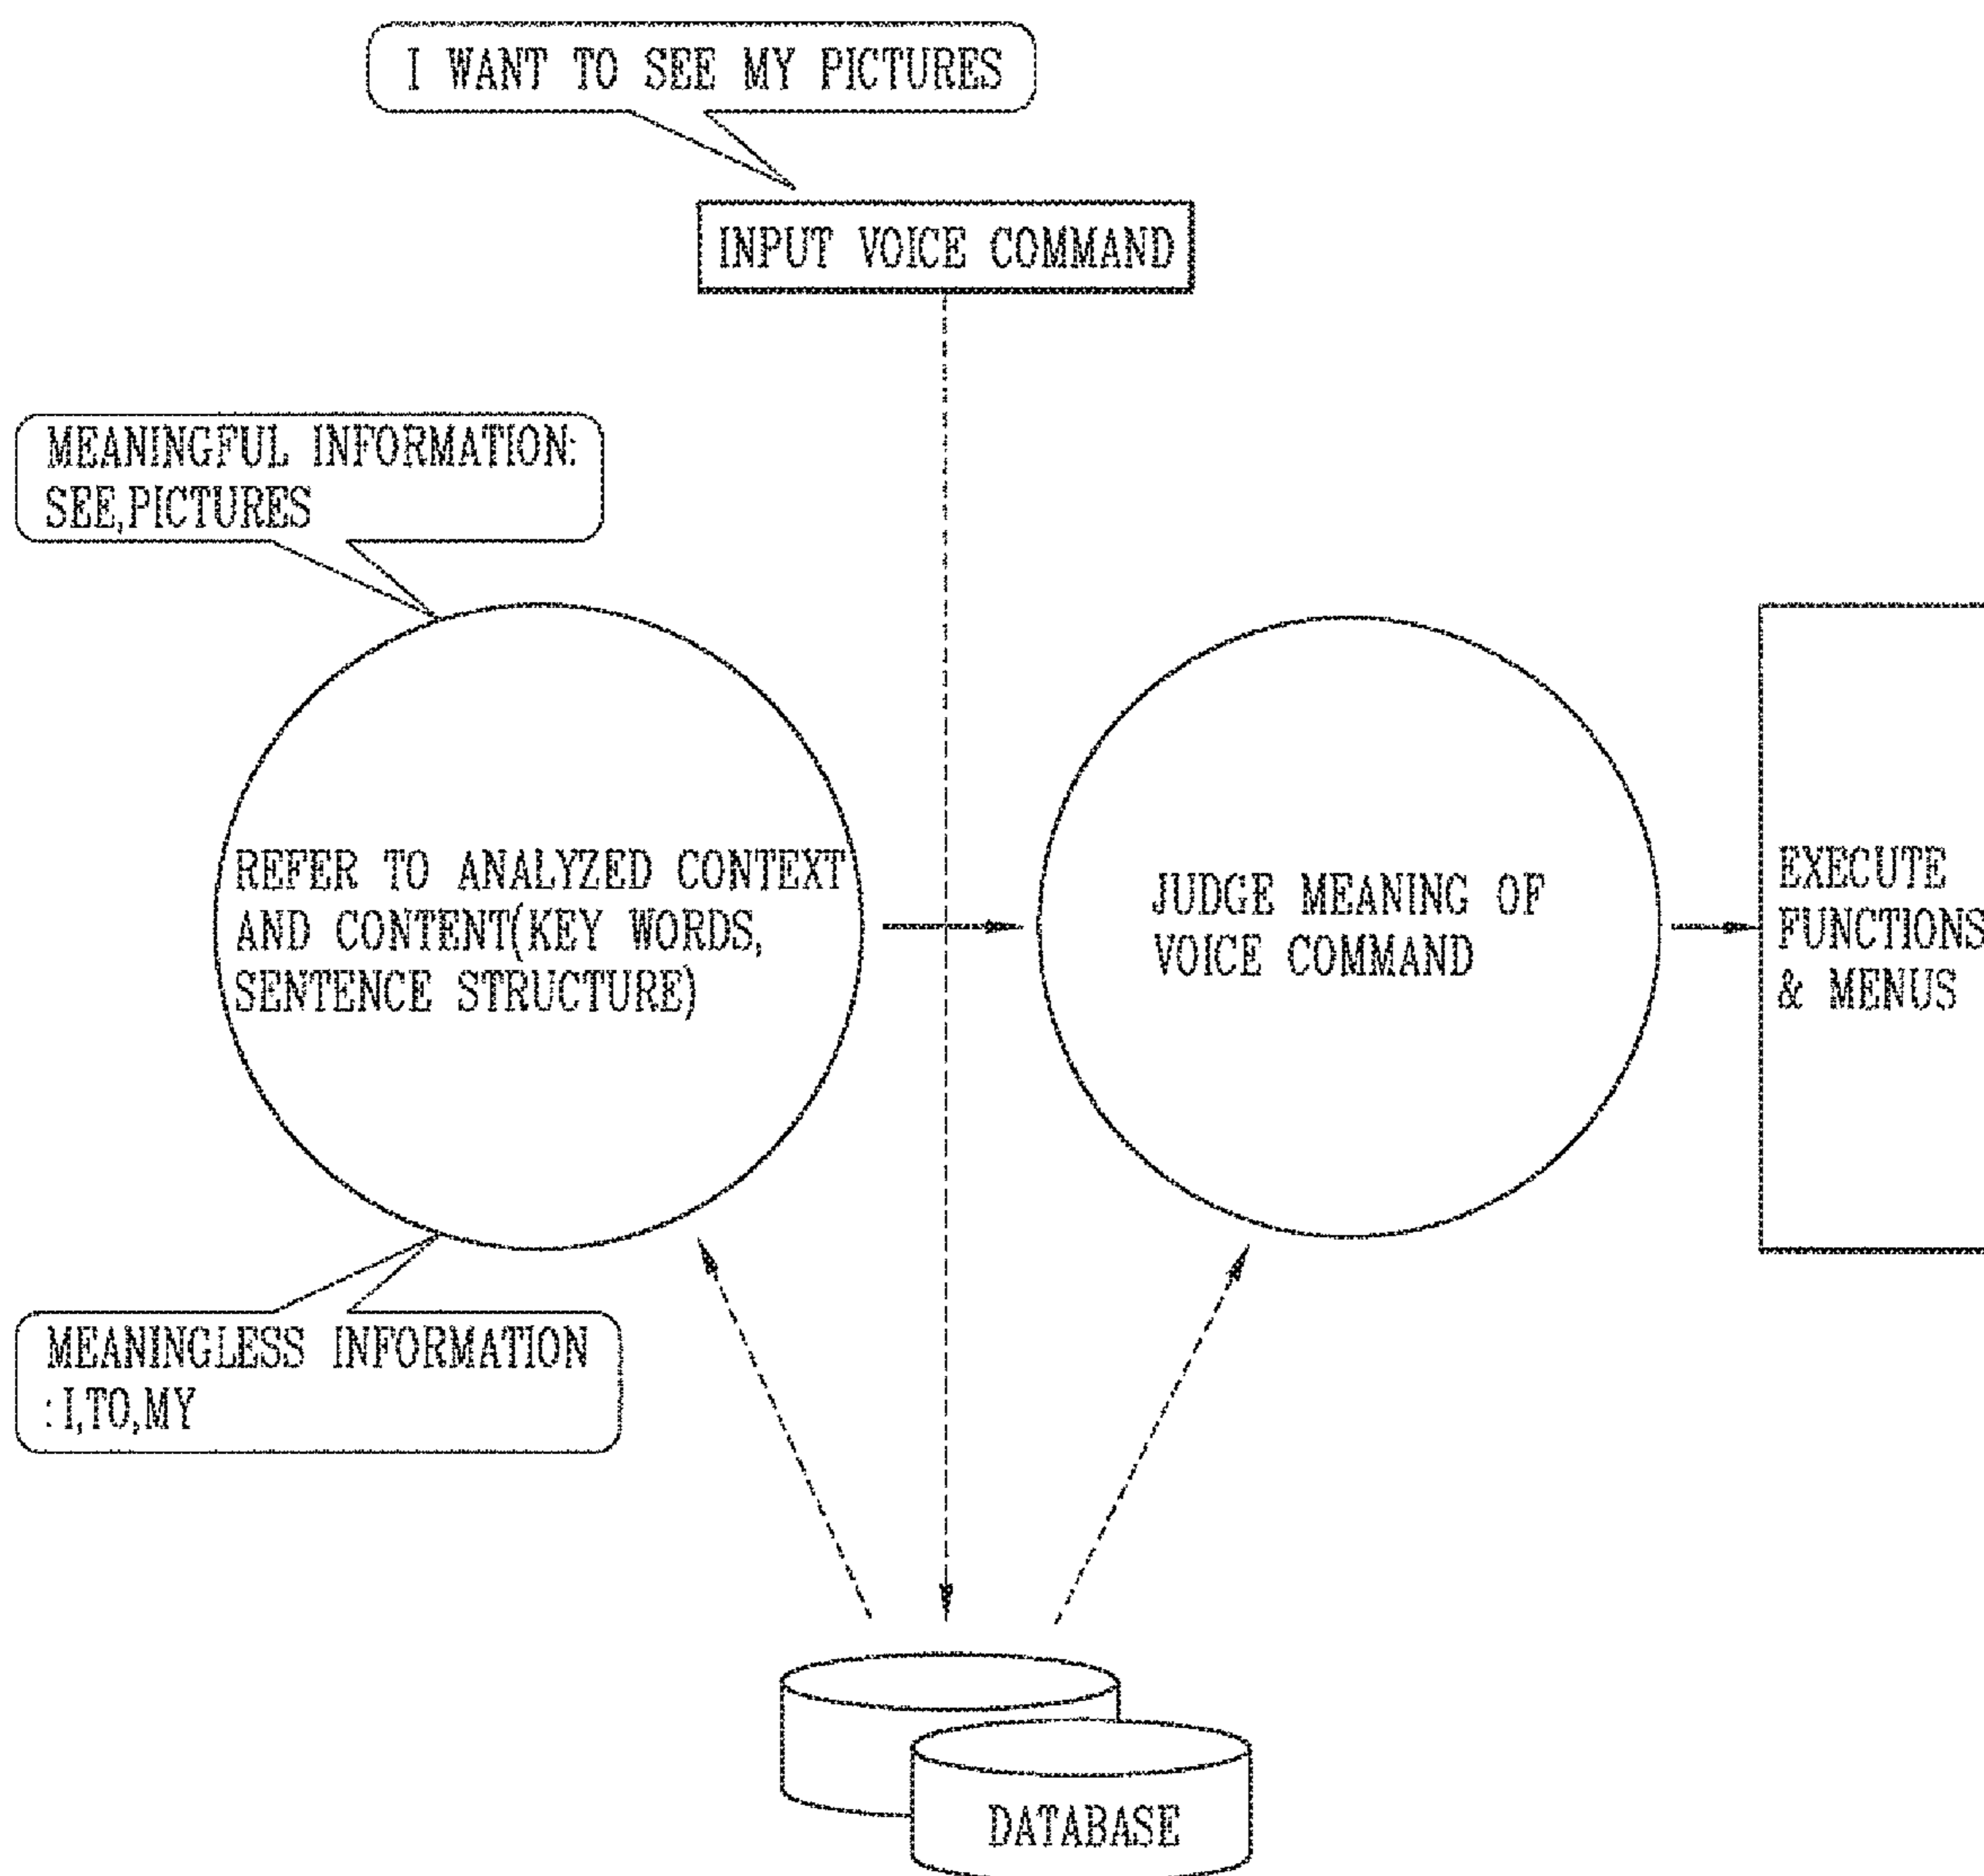 I WANT TO SEE MY PICTURES
INPUT VOICE COMMAND
MEANINGFUL INFORMATION:
SEE,PICTURES
REFER TO ANALYZED CONTEXT
AND CONTENT(KEY WORDS,
SENTENCE STRUCTURE)
JUDGE MEANING OF
VOICE COMMAND
EXECUTE
FUNCTIONS
& MENUS
MEANINGLESS INFORMATION
:I,TO,MY
DATABASE